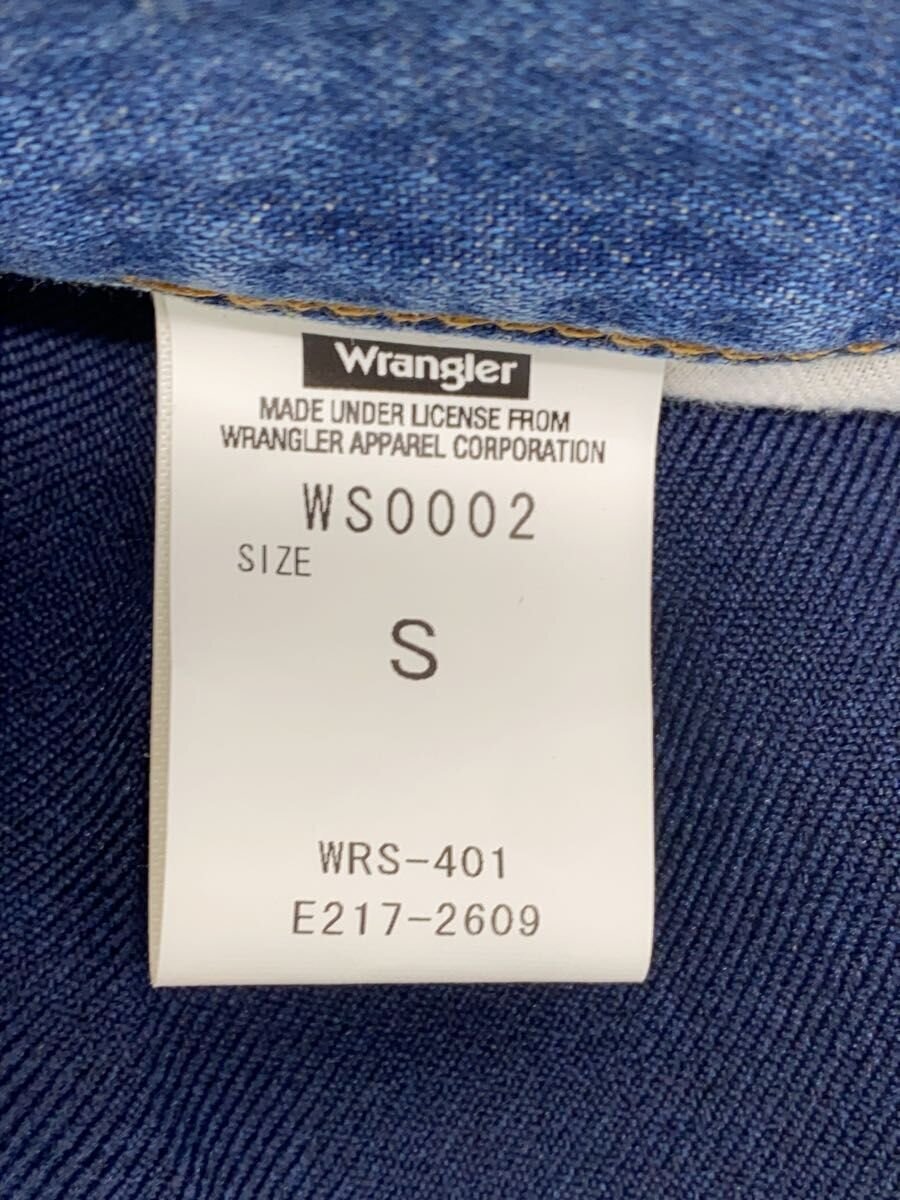 Wrangler
MADE UNDER LICENSE FROM
WRANGLER APPAREL CORPORATION
WS0002
SIZE
S
WRS-401
E217-2609